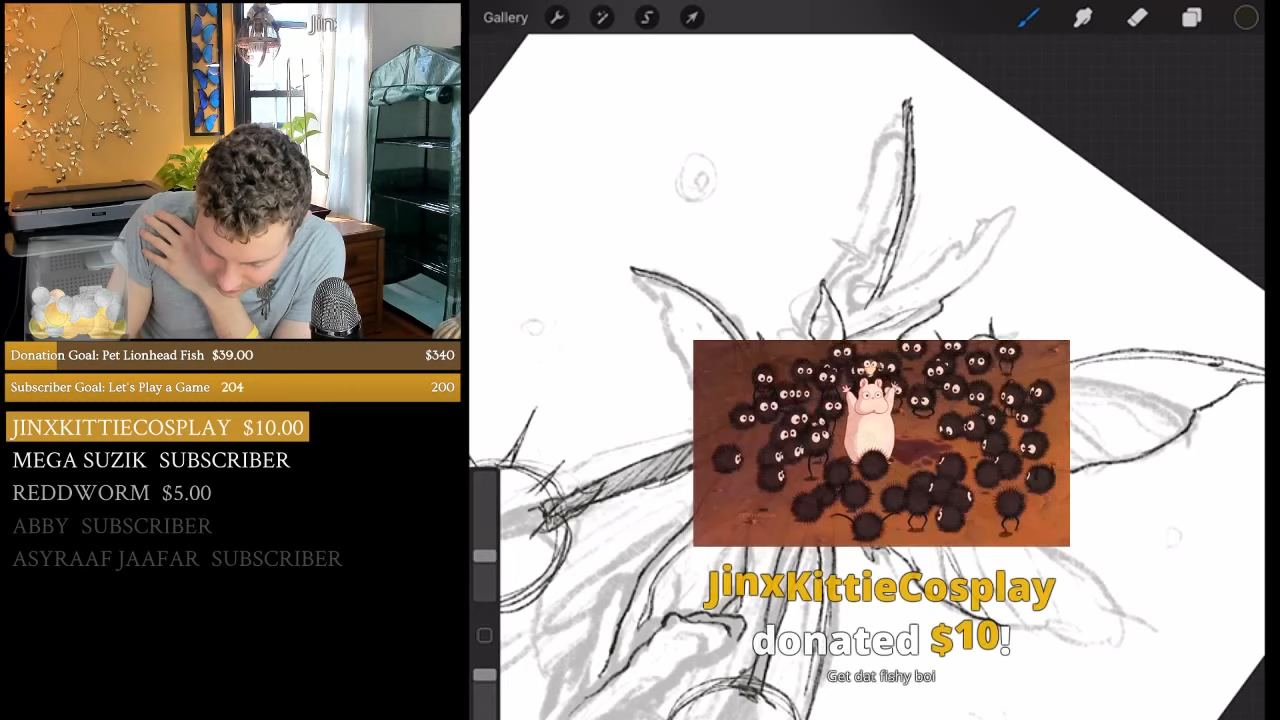 Jinx
Gallery
Donation Goal: Pet Lionhead Fish $39.00 $340
Subscriber Goal: Let's Play a Game 204 200
JINXKITTIECOSPLAY $10.00
MEGA SUZIK SUBSCRIBER
REDDWORM $5.00
ABBY SUBSCRIBER
ASYRAAF JAAFAR SUBSCRIBER
JinxKittieCosplay
donated $10!
Get dat fishy boi